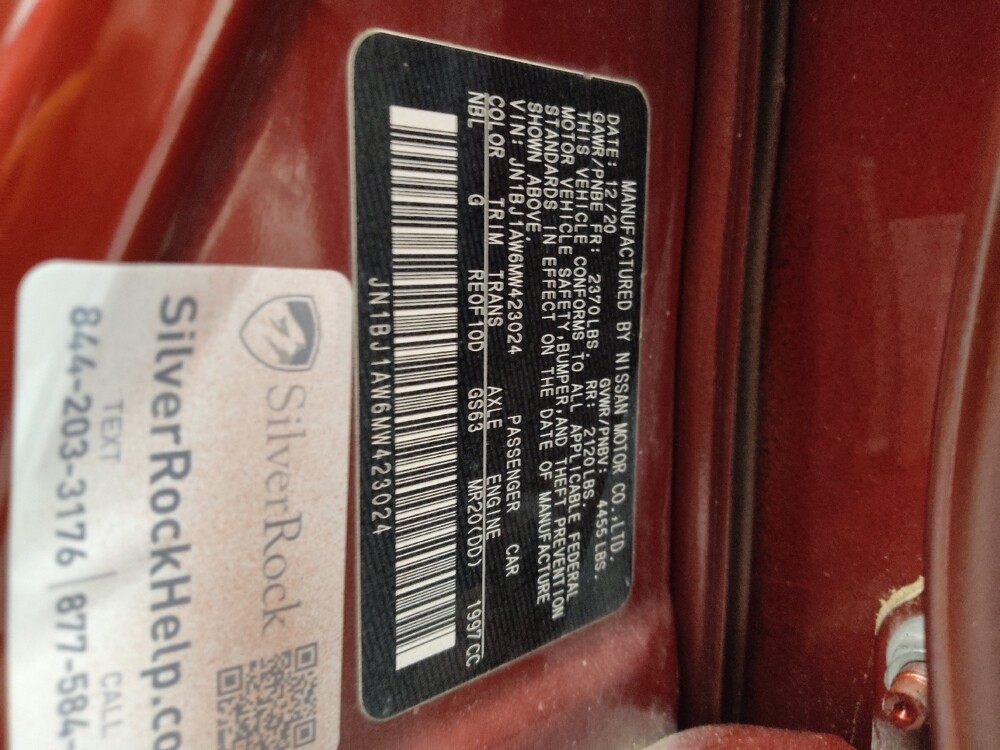 MANUFACTURED BY NISSAN MOTOR CO.,LTD.
DATE: 12/20 GVWR/PNBV: 4455 LBS.
GAWR/PNBE FR: 2370LBS. RR: 2120LBS.
THIS VEHICLE CONFORMS TO ALL APPLICABLE FEDERAL
MOTOR VEHICLE SAFETY,BUMPER,AND THEFT PREVENTION
STANDARDS IN EFFECT ON THE DATE OF MANUFACTURE
SHOWN ABOVE.
VIN: JN1BJ1AW6MW423024 PASSENGER CAR
COLOR TRIM TRANS AXLE ENGINE
NBL G RE0F10D GS63 MR20(DD) 1997CC
JN1BJ1AW6MW423024
SilverRock
SilverRockHelp.co
TEXT CALL
844-203-3176 | 877-584-